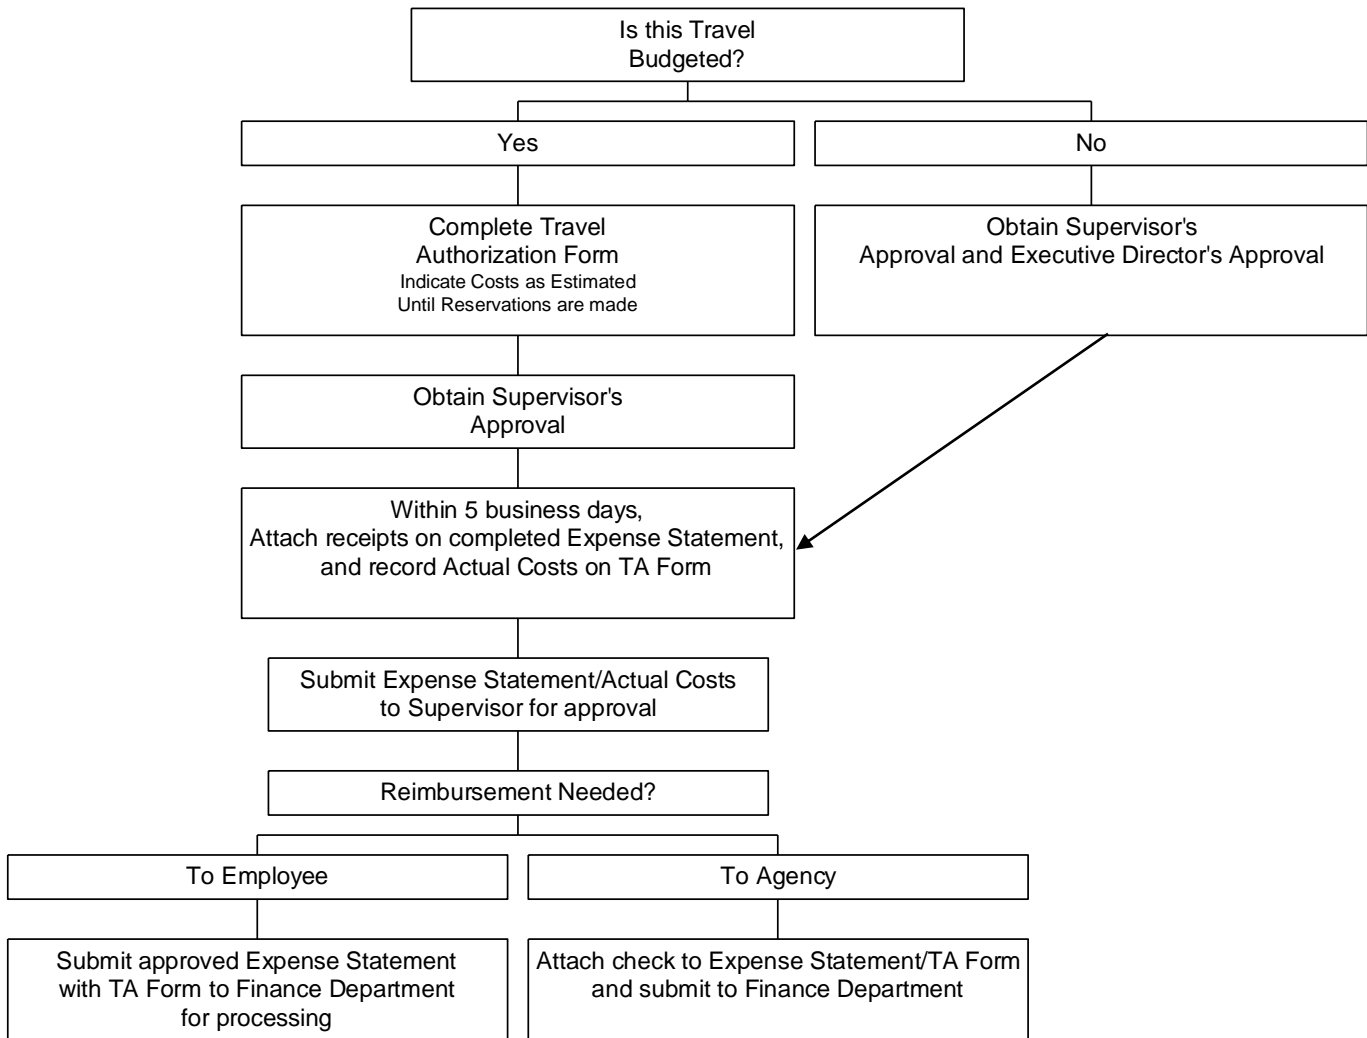 Is this Travel
Budgeted?
Yes
No
Complete Travel
Authorization Form
Indicate Costs as Estimated
Until Reservations are made
Obtain Supervisor's
Approval and Executive Director's Approval
Obtain Supervisor's
Approval
Within 5 business days,
Attach receipts on completed Expense Statement,
and record Actual Costs on TA Form
Submit Expense Statement/Actual Costs
to Supervisor for approval
Reimbursement Needed?
To Employee
To Agency
Submit approved Expense Statement
with TA Form to Finance Department
for processing
Attach check to Expense Statement/TA Form
and submit to Finance Department